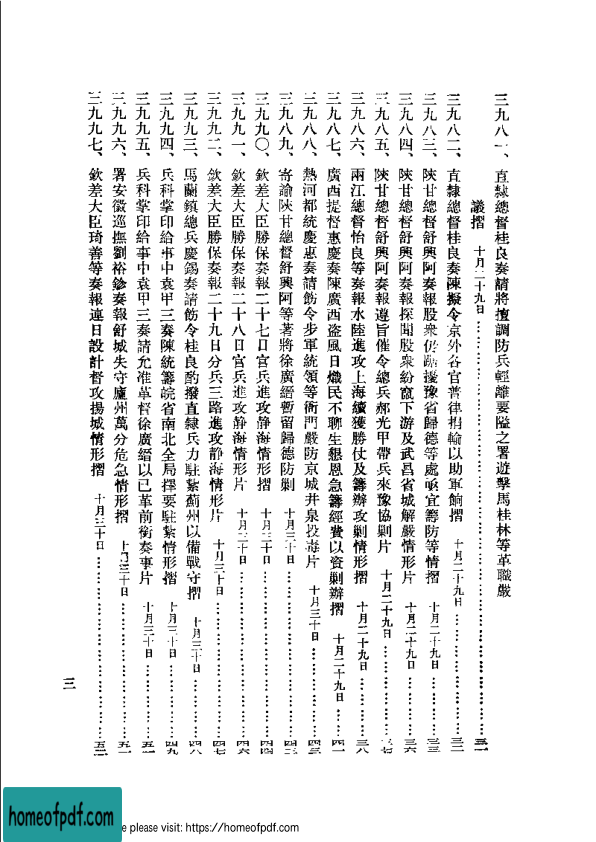 三九八一、直隸總督桂良奏請將擅調防兵輕離要隘之署遊擊馬桂林等革職嚴
議摺 十月二十九日……三一
三九八二、直隸總督桂良奏陳擬令京外各官普律捐輸以助軍餉摺 十月二十九日……三二
三九八三、陝甘總督舒興阿奏報股衆併踞擾豫省歸德等處亟宜籌防等情摺 十月二十九日……三三
三九八四、陝甘總督舒興阿奏報探聞股衆紛竄下游及武昌省城解嚴情形片 十月二十九日……三六
三九八五、陝甘總督舒興阿奏報遵旨催令總兵郝光甲帶兵來豫協剿片 十月二十九日……三七
三九八六、兩江總督怡良等奏報水陸進攻上海續獲勝仗及籌辦攻剿情形摺 十月二十九日……三八
三九八七、廣西提督惠慶奏陳廣西盗風日熾民不聊生懇恩急籌經費以資剿辦摺 十月二十九日……四一
三九八八、熱河都統慶惠奏請飭令步軍統領等衙門嚴防京城井泉投毒片 十月三十日……四三
三九八九、寄諭陝甘總督舒興阿等著將徐廣縉暫留歸德防剿 十月三十日……四三
三九九〇、欽差大臣勝保奏報二十七日官兵進攻静海情形摺 十月三十日……四四
三九九一、欽差大臣勝保奏報二十八日官兵進攻静海情形片 十月三十日……四六
三九九二、欽差大臣勝保奏報二十九日分兵三路進攻静海情形片 十月三十日……四七
三九九三、馬蘭鎮總兵慶錫奏請飭令桂良酌撥直隸兵力駐紮薊州以備戰守摺 十月三十日……四八
三九九四、兵科掌印給事中袁甲三奏陳統籌皖省南北全局擇要駐紮情形摺 十月三十日……四九
三九九五、兵科掌印給事中袁甲三奏請允准革督徐廣縉以已革前銜奏事片 十月三十日……五一
三九九六、署安徽巡撫劉裕鉁奏報舒城失守廬州萬分危急情形摺 十月三十日……五一
三九九七、欽差大臣琦善等奏報連日設計督攻揚城情形摺 十月三十日……五二
三
homeofpdf.com
e please visit: https://homeofpdf.com